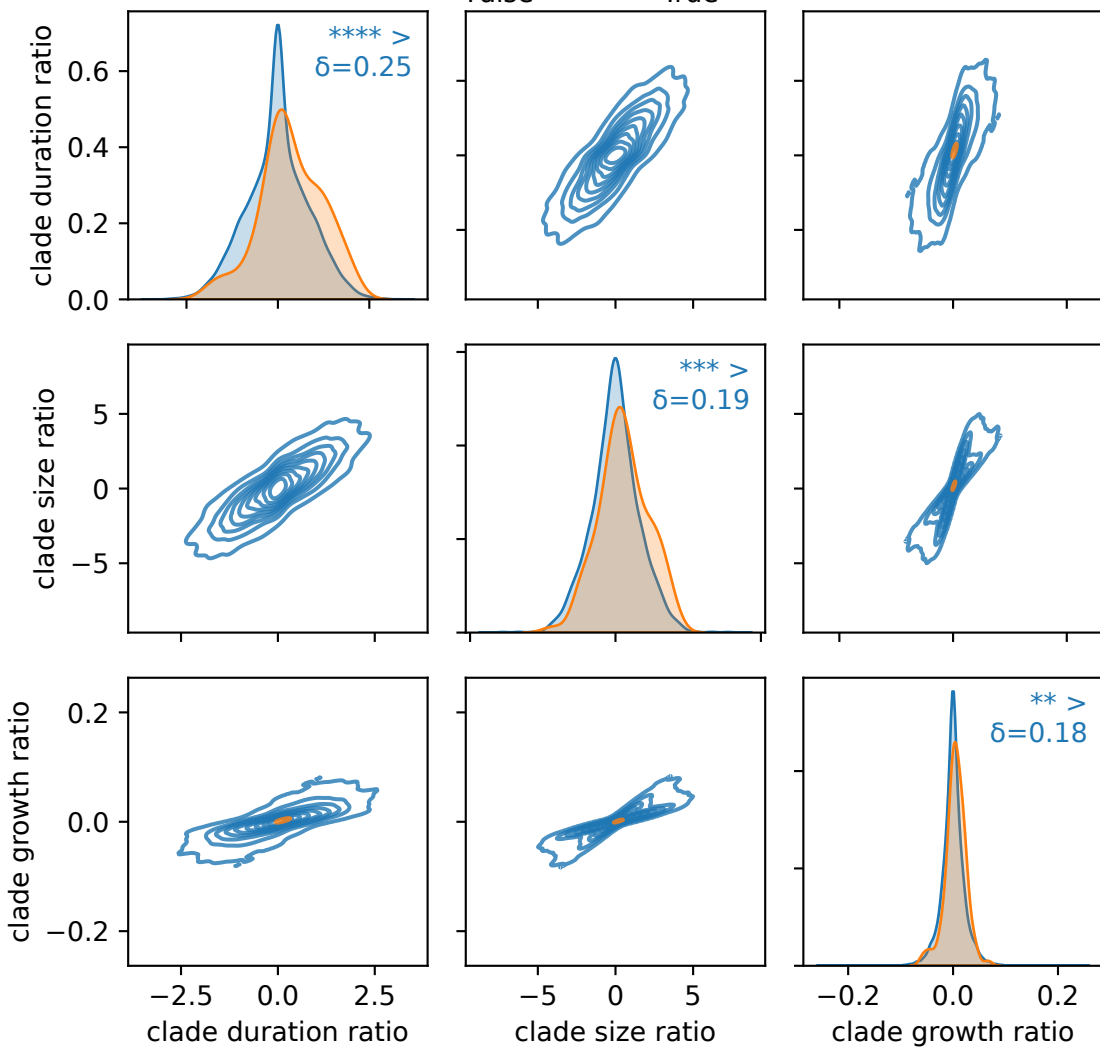 clade duration ratio
0.6
0.4
0.2
0.0
**** >
δ=0.25
clade size ratio
5
0
−5
*** >
δ=0.19
clade growth ratio
0.2
0.0
−0.2
** >
δ=0.18
−2.5 0.0 2.5
−5 0 5
−0.2 0.0 0.2
clade duration ratio
clade size ratio
clade growth ratio